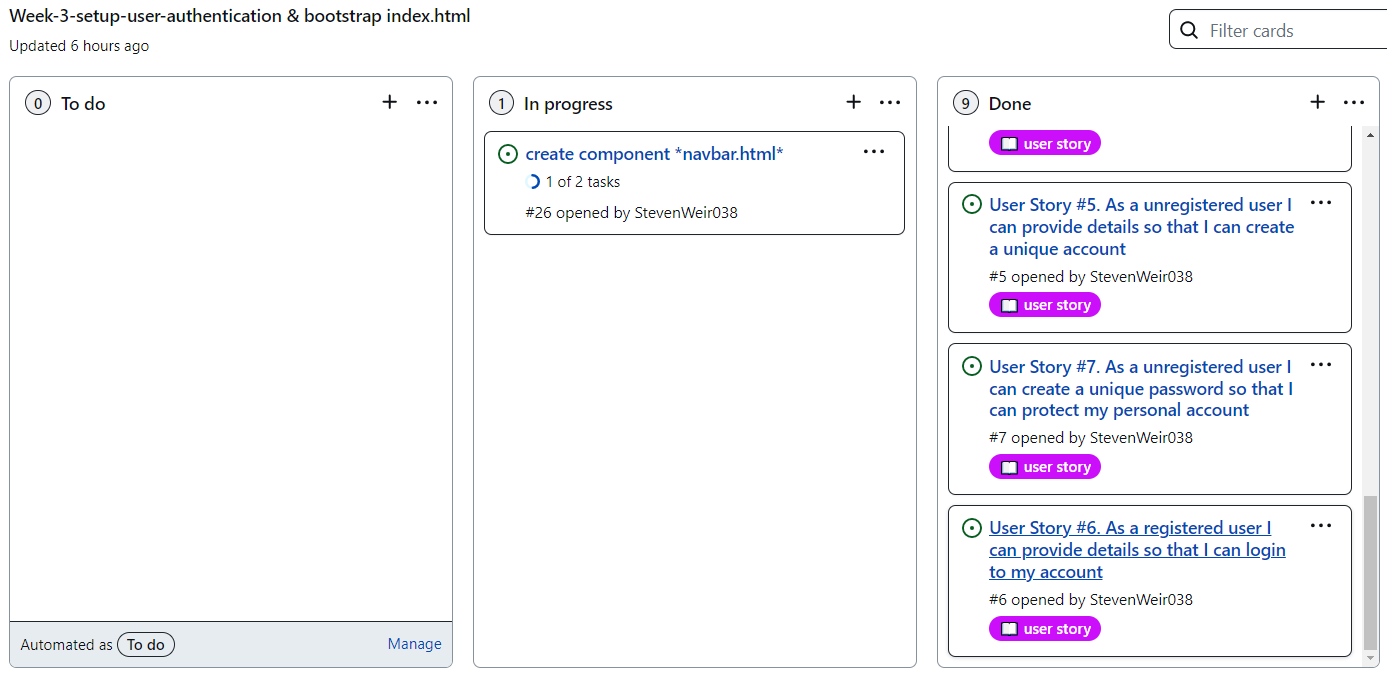 Week-3-setup-user-authentication & bootstrap index.html
Updated 6 hours ago
Filter cards
0 To do
Automated as To do
Manage
1 In progress
create component *navbar.html*
1 of 2 tasks
#26 opened by StevenWeir038
9 Done
user story
User Story #5. As a unregistered user I
can provide details so that I can create
a unique account
#5 opened by StevenWeir038
user story
User Story #7. As a unregistered user I
can create a unique password so that I
can protect my personal account
#7 opened by StevenWeir038
user story
User Story #6. As a registered user I
can provide details so that I can login
to my account
#6 opened by StevenWeir038
user story